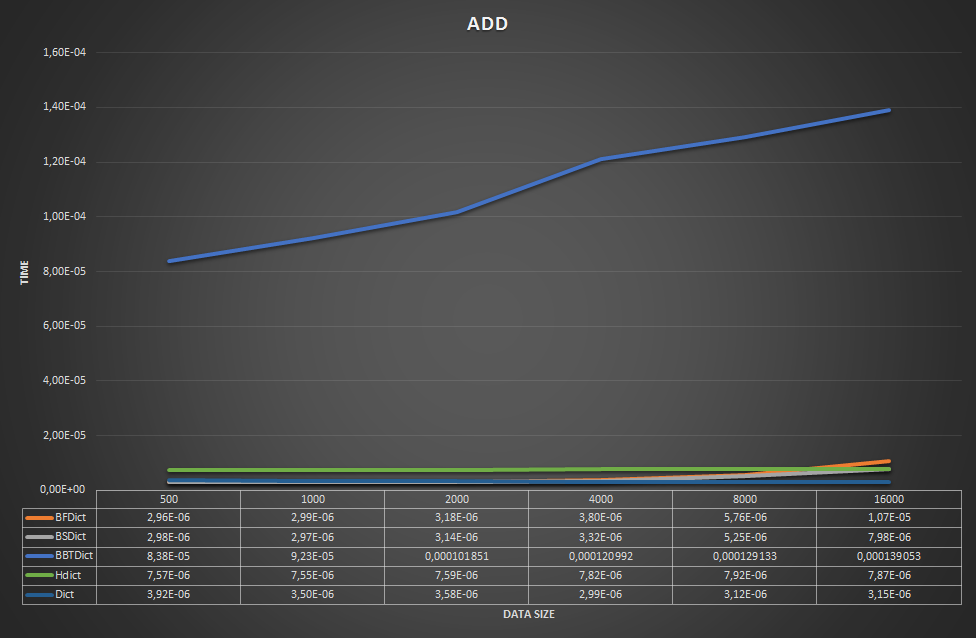 ADD
1,60E-04
1,40E-04
1,20E-04
1,00E-04
8,00E-05
6,00E-05
4,00E-05
2,00E-05
0,00E+00
TIME
500 1000 2000 4000 8000 16000
BFDict 2,96E-06 2,99E-06 3,18E-06 3,80E-06 5,76E-06 1,07E-05
BSDict 2,98E-06 2,97E-06 3,14E-06 3,32E-06 5,25E-06 7,98E-06
BBTDict 8,38E-05 9,23E-05 0,000101851 0,000120992 0,000129133 0,000139053
Hdict 7,57E-06 7,55E-06 7,59E-06 7,82E-06 7,92E-06 7,87E-06
Dict 3,92E-06 3,50E-06 3,58E-06 2,99E-06 3,12E-06 3,15E-06
DATA SIZE